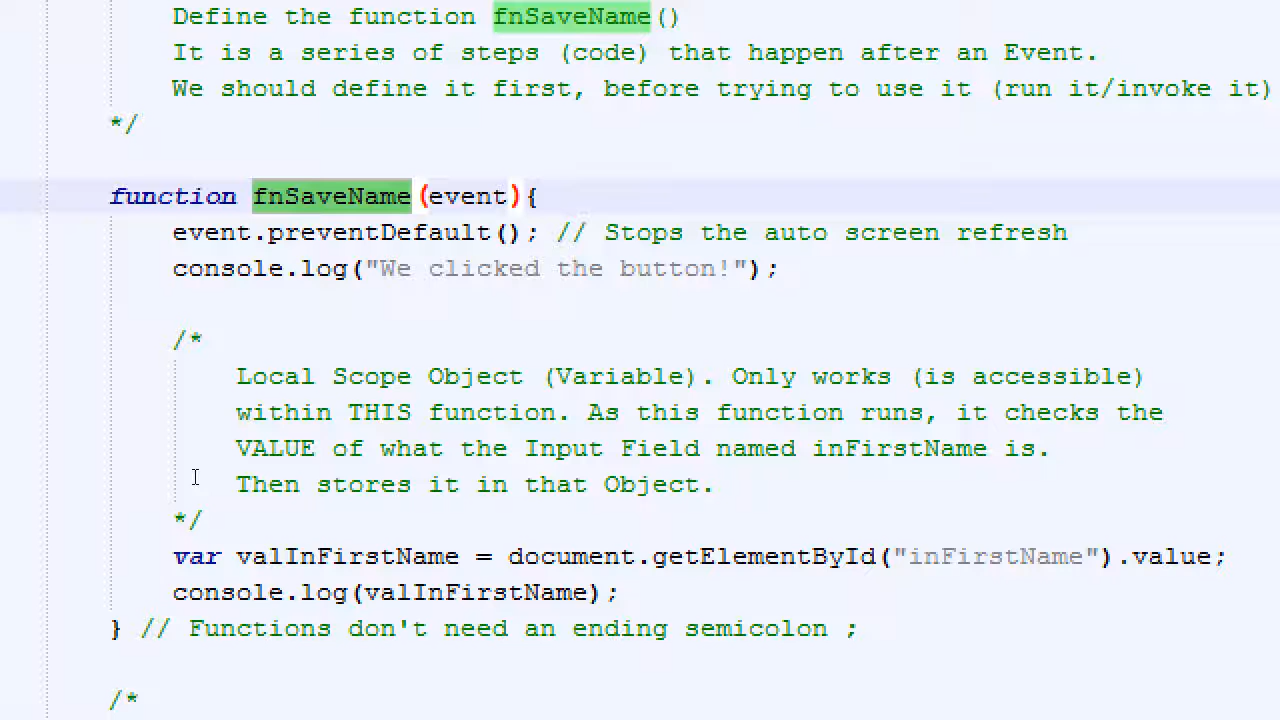 Define the function fnSaveName()
It is a series of steps (code) that happen after an Event.
We should define it first, before trying to use it (run it/invoke it)
*/
function fnSaveName(event){
event.preventDefault(); // Stops the auto screen refresh
console.log("We clicked the button!");
/*
Local Scope Object (Variable). Only works (is accessible)
within THIS function. As this function runs, it checks the
VALUE of what the Input Field named inFirstName is.
Then stores it in that Object.
*/
var valInFirstName = document.getElementById("inFirstName").value;
console.log(valInFirstName);
} // Functions don't need an ending semicolon ;
/*